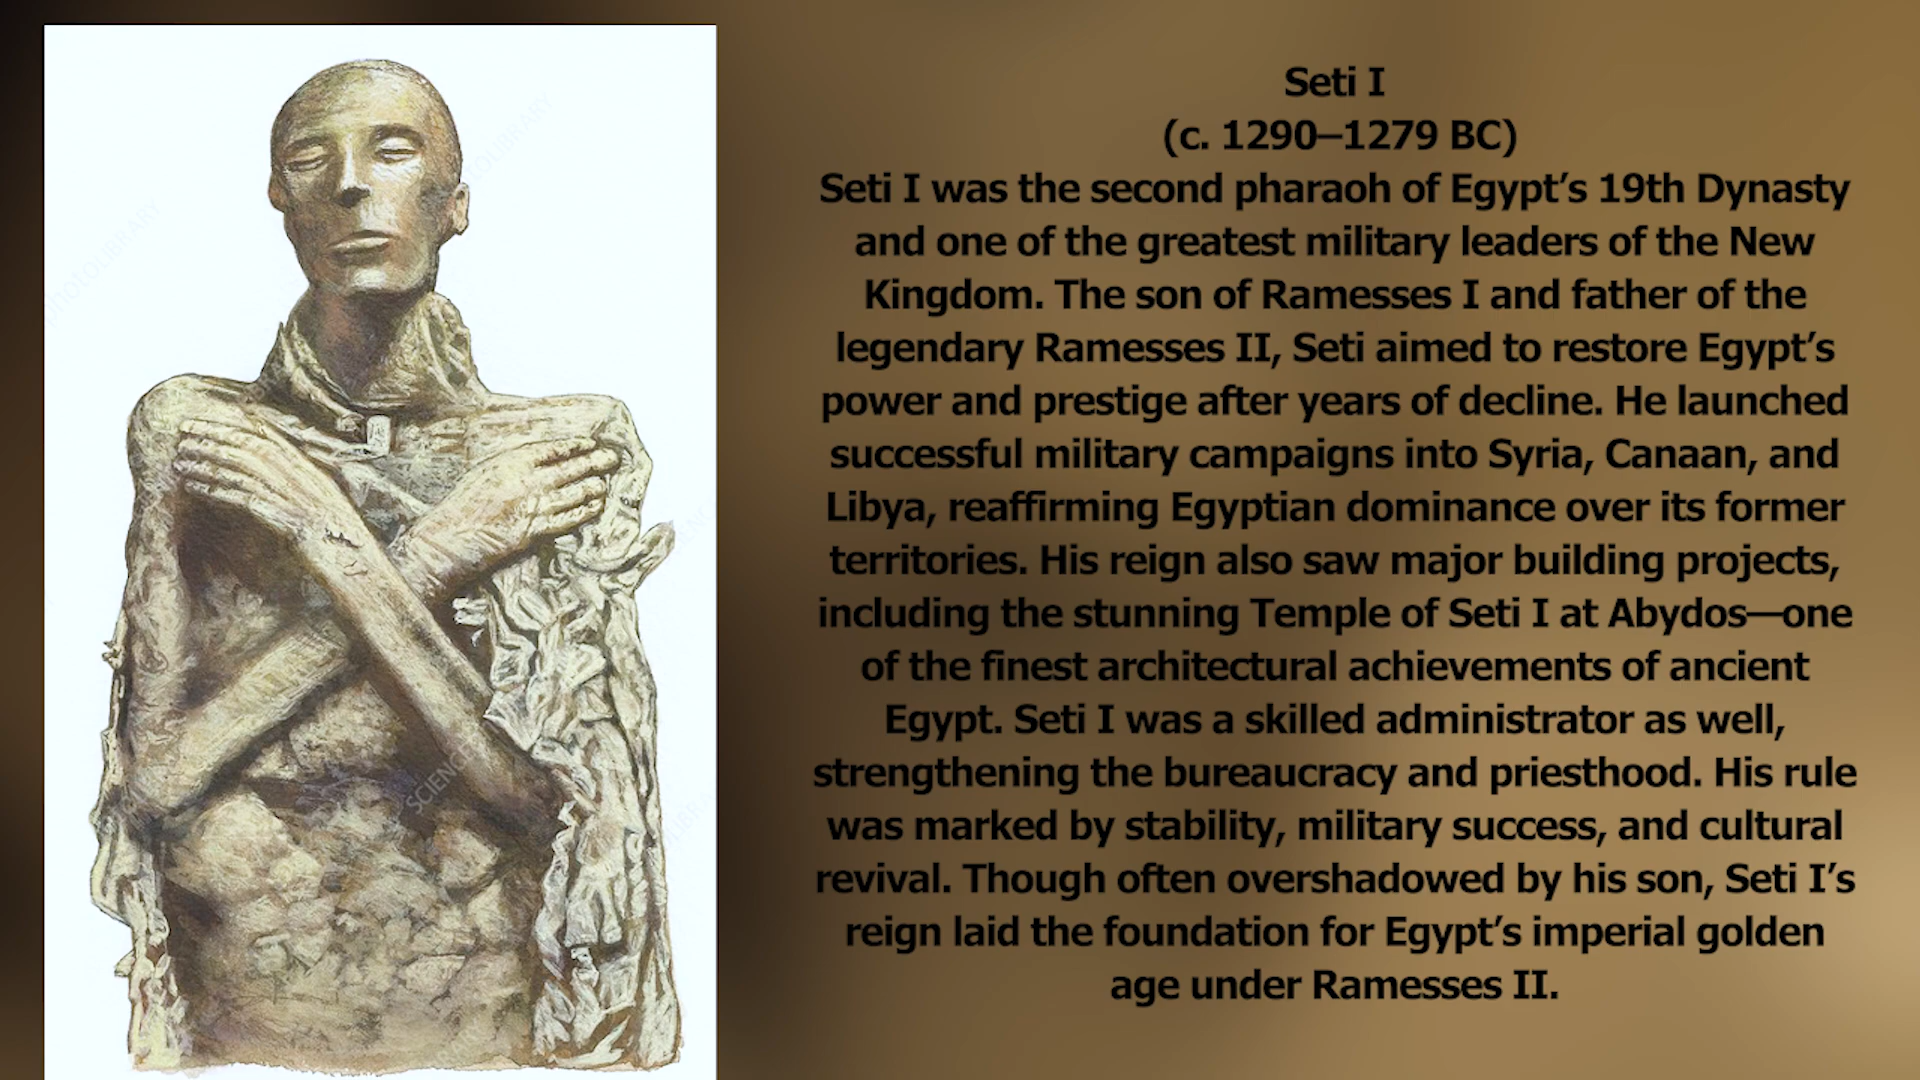 Seti I
(c. 1290–1279 BC)
Seti I was the second pharaoh of Egypt’s 19th Dynasty
and one of the greatest military leaders of the New
Kingdom. The son of Ramesses I and father of the
legendary Ramesses II, Seti aimed to restore Egypt’s
power and prestige after years of decline. He launched
successful military campaigns into Syria, Canaan, and
Libya, reaffirming Egyptian dominance over its former
territories. His reign also saw major building projects,
including the stunning Temple of Seti I at Abydos—one
of the finest architectural achievements of ancient
Egypt. Seti I was a skilled administrator as well,
strengthening the bureaucracy and priesthood. His rule
was marked by stability, military success, and cultural
revival. Though often overshadowed by his son, Seti I’s
reign laid the foundation for Egypt’s imperial golden
age under Ramesses II.